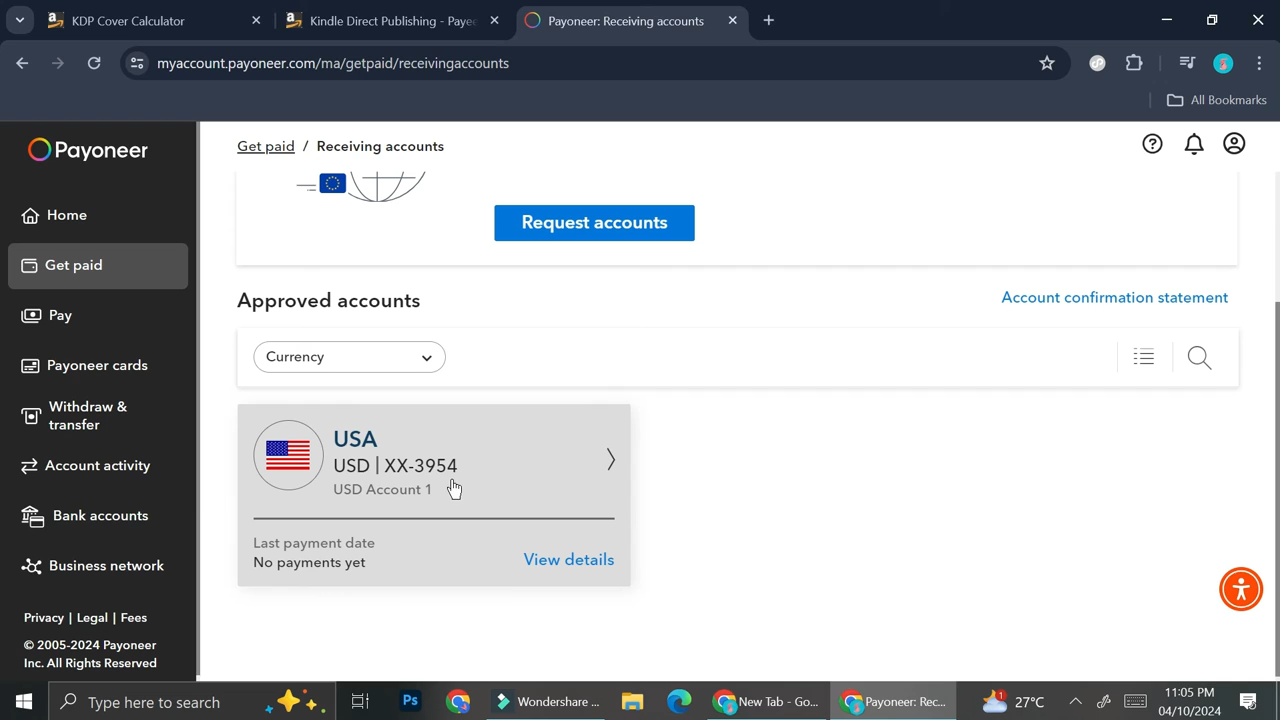 KDP Cover Calculator
Kindle Direct Publishing - Payee
Payoneer: Receiving accounts
myaccount.payoneer.com/ma/getpaid/receivingaccounts
All Bookmarks
Payoneer
Home
Get paid
Pay
Payoneer cards
Withdraw &
transfer
Account activity
Bank accounts
Business network
Privacy | Legal | Fees
© 2005-2024 Payoneer
Inc. All Rights Reserved
Get paid / Receiving accounts
Request accounts
Approved accounts
Account confirmation statement
Currency
USA
USD | XX-3954
USD Account 1
Last payment date
No payments yet
View details
Type here to search
Ps
Wondershare ...
New Tab - Go...
Payoneer: Rec...
1
27°C
11:05 PM
04/10/2024